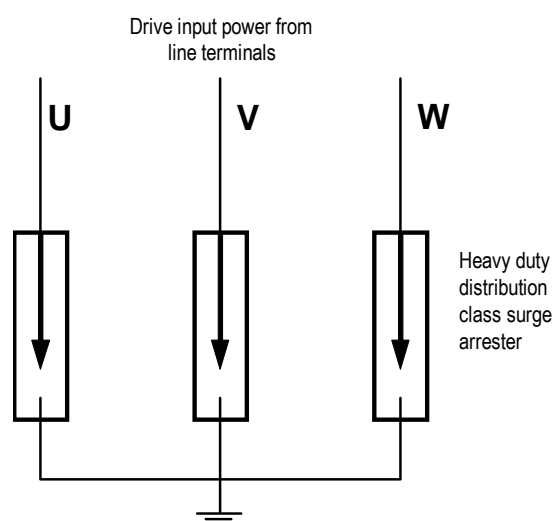 Drive input power from
line terminals
U
V
W
Heavy duty
distribution
class surge
arrester